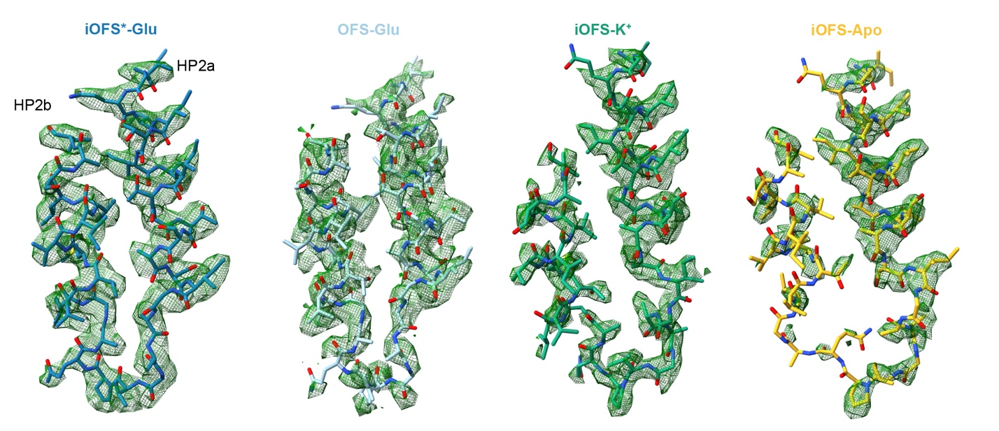 iOFS*-Glu
OFS-Glu
iOFS-K⁺
iOFS-Apo
HP2a
HP2b